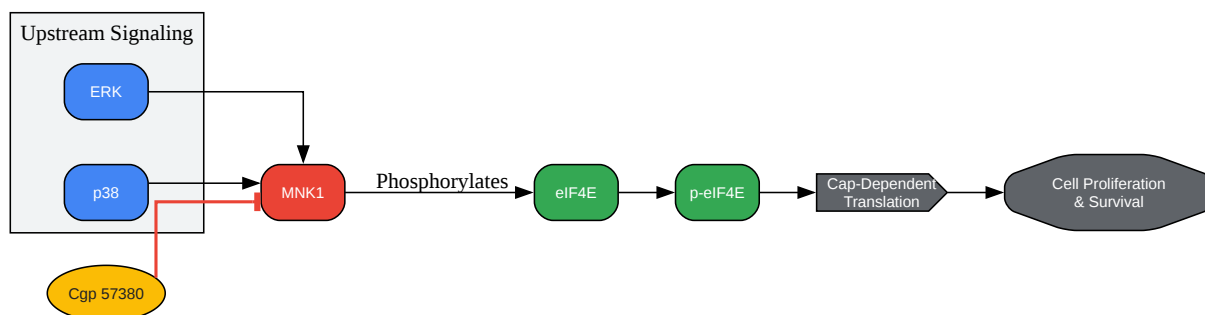 Upstream Signaling
ERK
p38
MNK1
Phosphorylates
eIF4E
p-eIF4E
Cap-Dependent
Translation
Cell Proliferation
& Survival
Cgp 57380